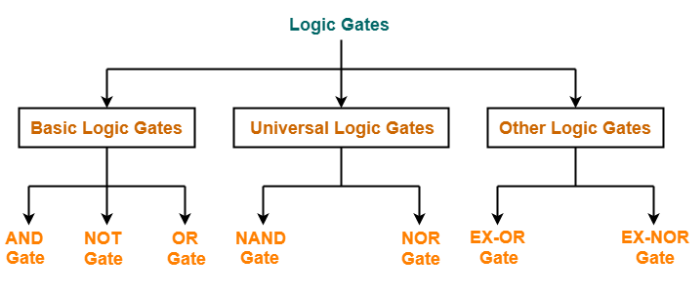 Logic Gates
Basic Logic Gates
Universal Logic Gates
Other Logic Gates
AND
Gate
NOT
Gate
OR
Gate
NAND
Gate
NOR
Gate
EX-OR
Gate
EX-NOR
Gate